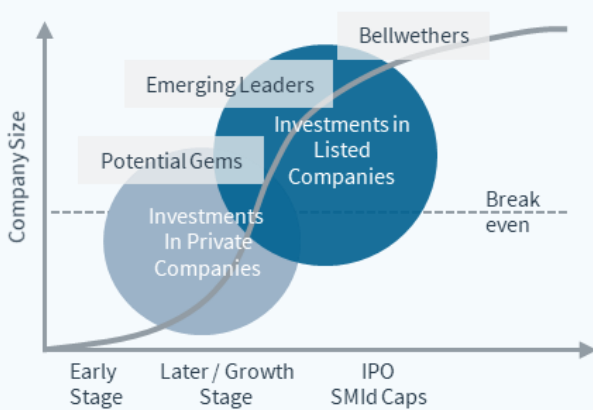 Bellwethers
Emerging Leaders
Investments in
Listed
Companies
Potential Gems
Company Size
Break
even
Investments
In Private
Companies
Early
Stage
Later / Growth
Stage
IPO
SMId Caps